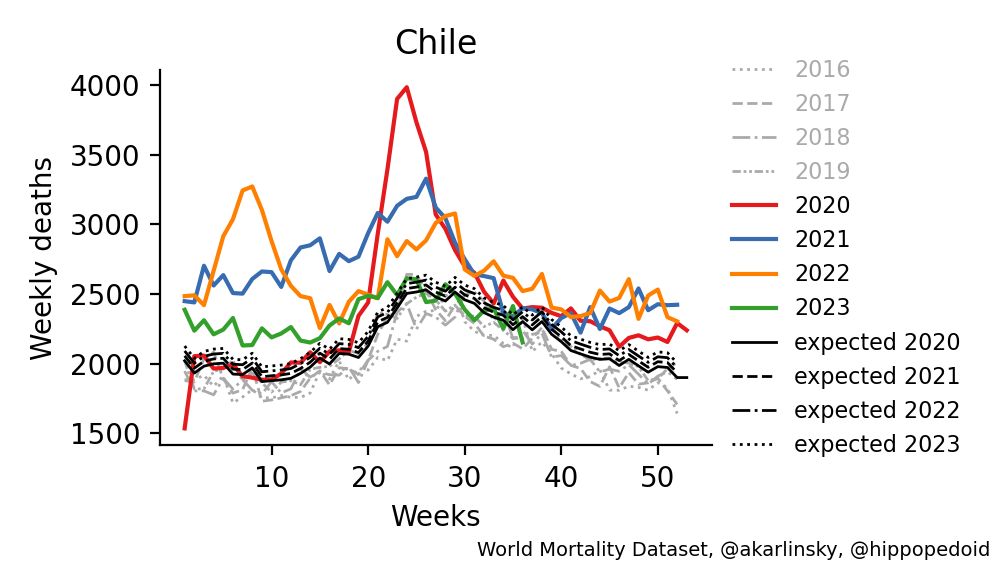 Chile
4000
3500
3000
2500
2000
1500
Weekly deaths
10 20 30 40 50
Weeks
2016
2017
2018
2019
2020
2021
2022
2023
expected 2020
expected 2021
expected 2022
expected 2023
World Mortality Dataset, @akarlinsky, @hippopedoid